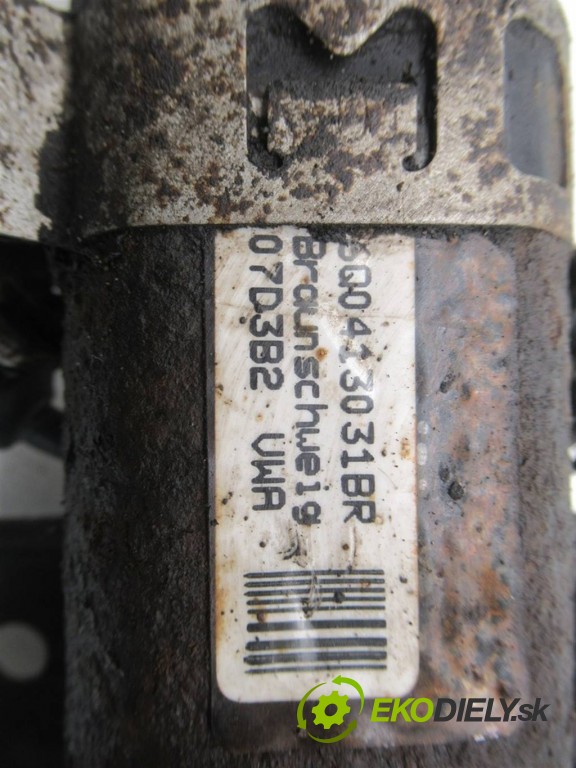 6Q0413031BR
Braunschweig
07D3B2 VWA
EKODIELY.sk